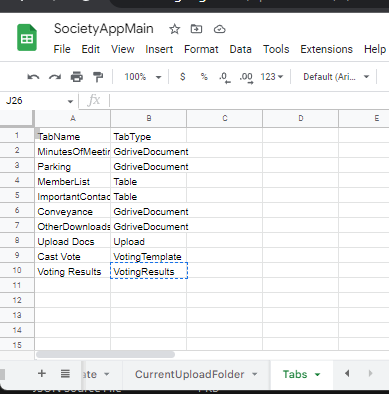 SocietyAppMain
File Edit View Insert Format Data Tools Extensions Help
100% $ % .0 .00 123 Default (Ari...
J26 fx
A B C D E
1 TabName TabType
2 MinutesOfMeetin GdriveDocument
3 Parking GdriveDocument
4 MemberList Table
5 ImportantContac Table
6 Conveyance GdriveDocument
7 OtherDownloads GdriveDocument
8 Upload Docs Upload
9 Cast Vote VotingTemplate
10 Voting Results VotingResults
11
12
13
14
15
+ ate CurrentUploadFolder Tabs